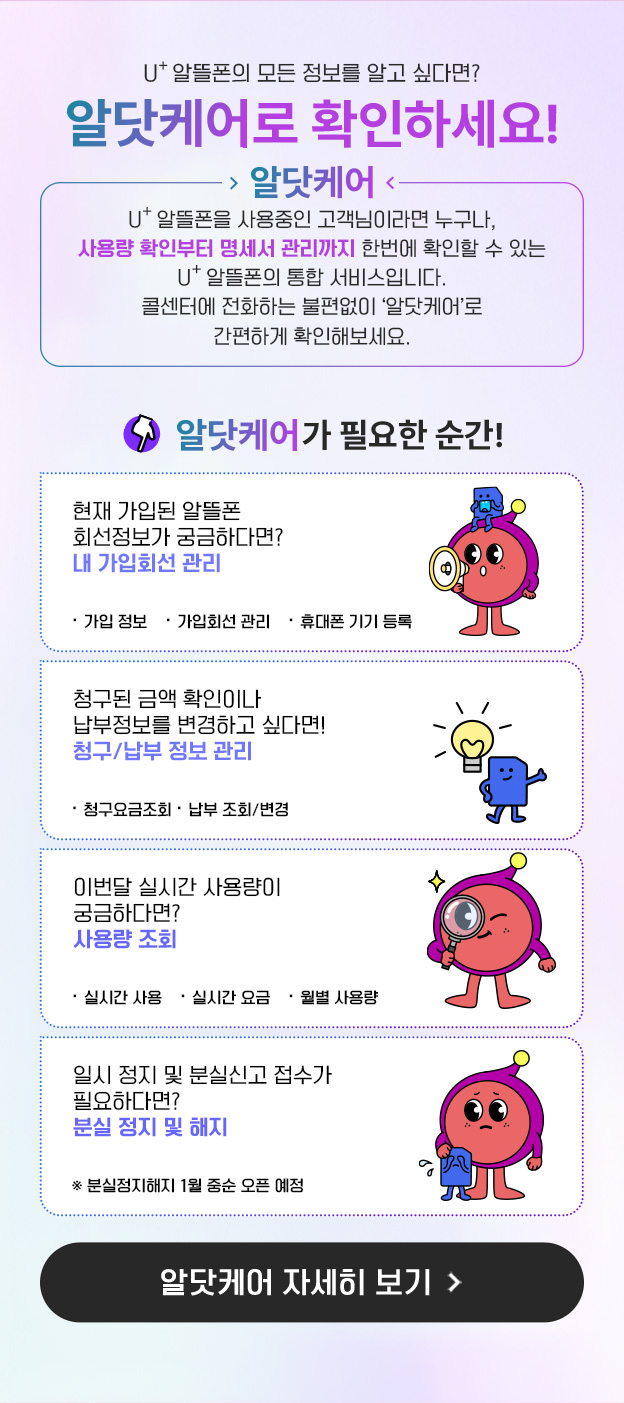 U+ 알뜰폰의 모든 정보를 알고 싶다면?
알닷케어로 확인하세요!
알닷케어
U+ 알뜰폰을 사용중인 고객님이라면 누구나,
사용량 확인부터 명세서 관리까지 한번에 확인할 수 있는
U+ 알뜰폰의 통합 서비스입니다.
콜센터에 전화하는 불편없이 ‘알닷케어’로
간편하게 확인해보세요.
알닷케어가 필요한 순간!
현재 가입된 알뜰폰
회선정보가 궁금하다면?
내 가입회선 관리
· 가입 정보 · 가입회선 관리 · 휴대폰 기기 등록
청구된 금액 확인이나
납부정보를 변경하고 싶다면!
청구/납부 정보 관리
· 청구요금조회 · 납부 조회/변경
이번달 실시간 사용량이
궁금하다면?
사용량 조회
· 실시간 사용 · 실시간 요금 · 월별 사용량
일시 정지 및 분실신고 접수가
필요하다면?
분실 정지 및 해지
※ 분실정지해지 1월 중순 오픈 예정
알닷케어 자세히 보기 >